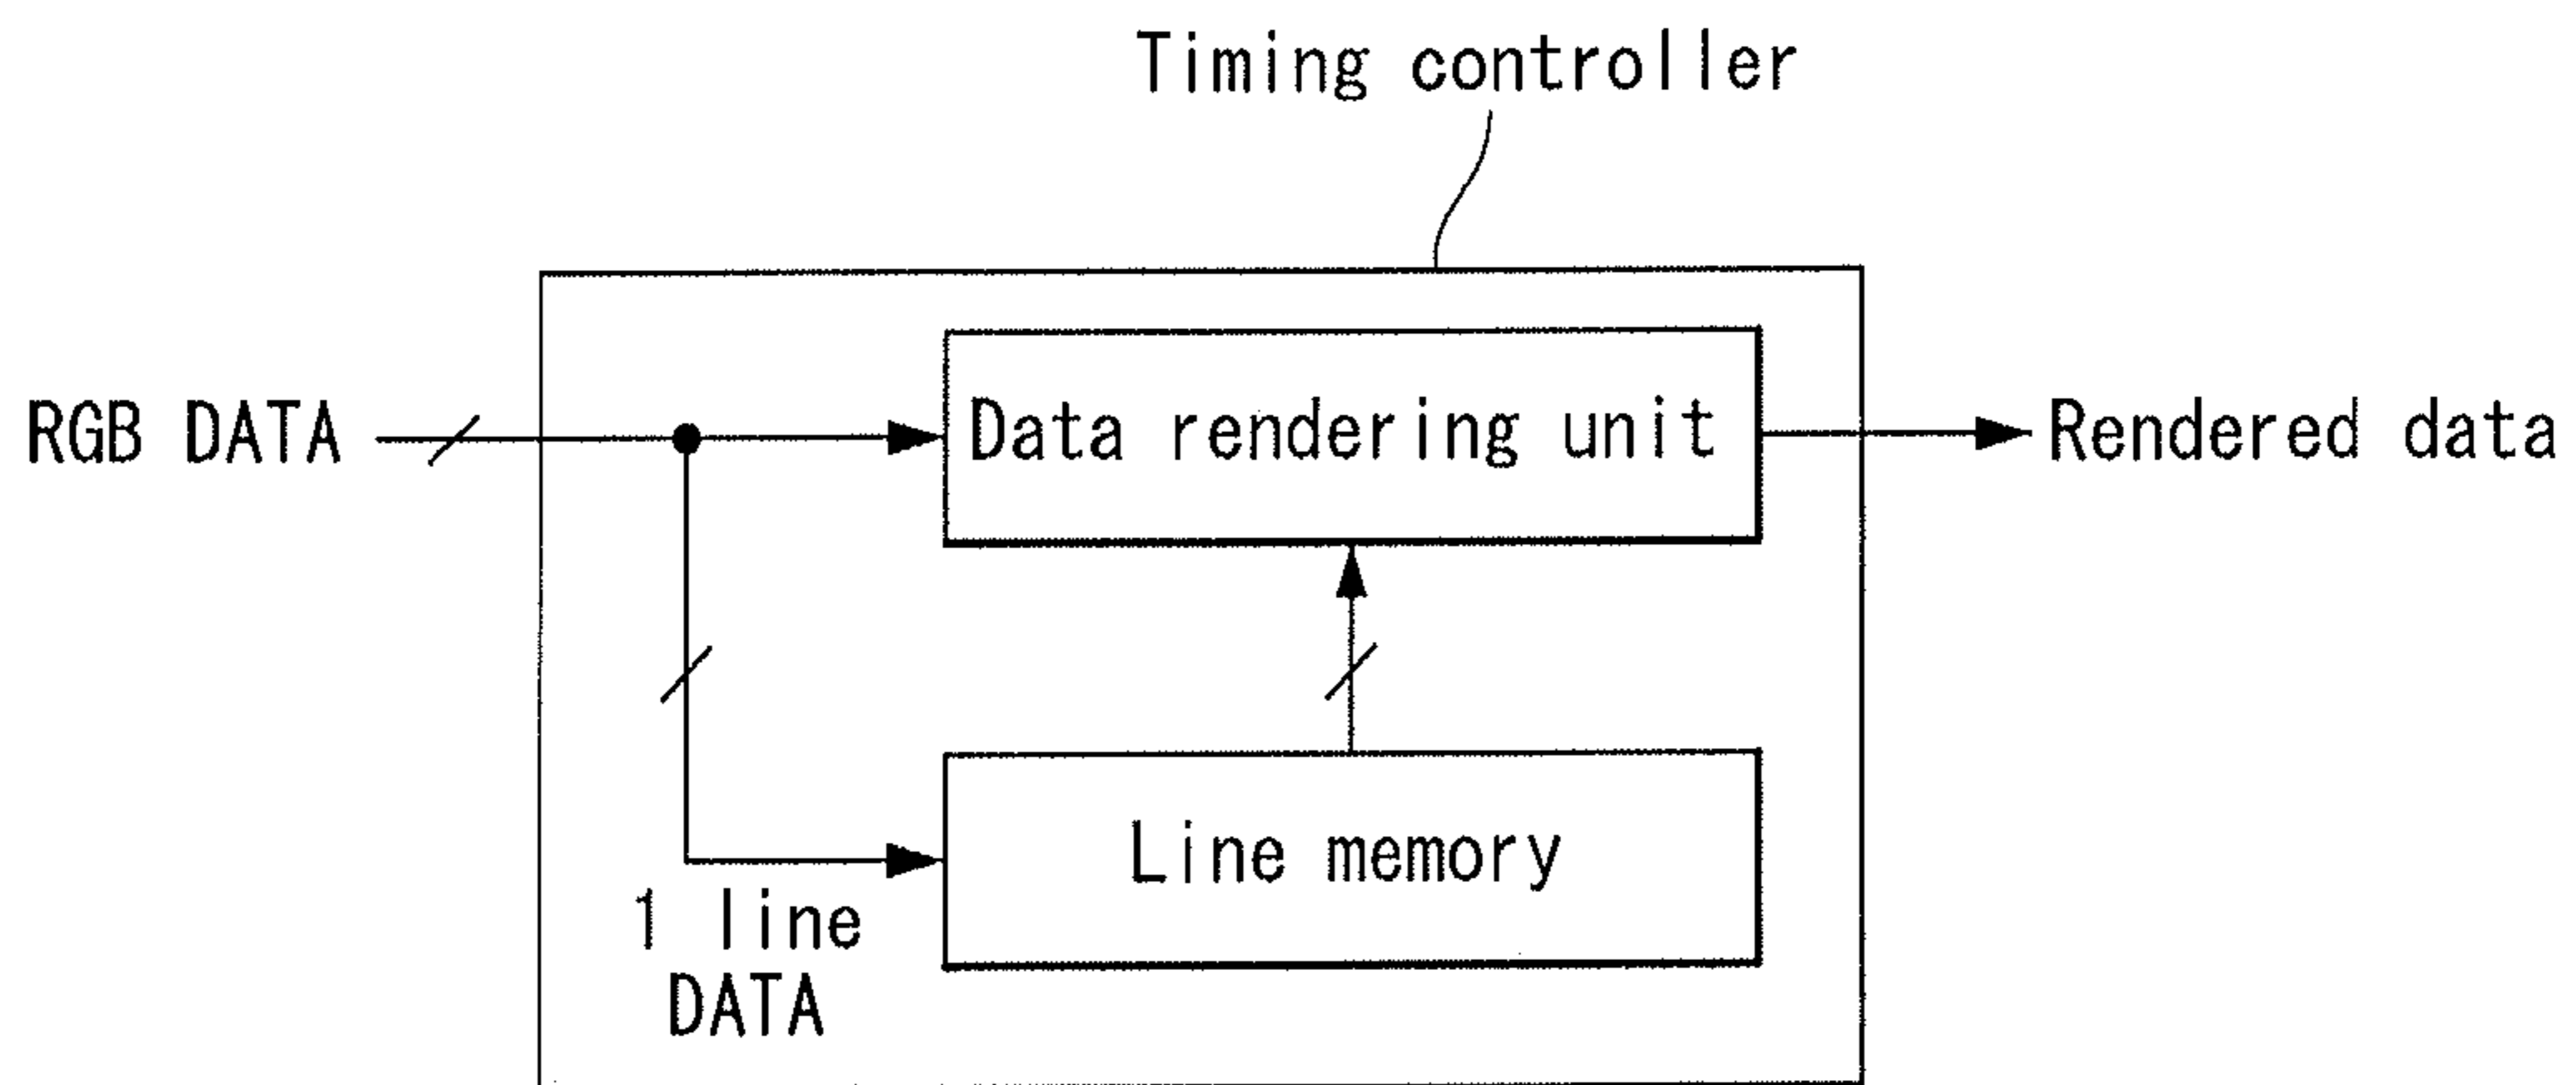 Timing controller
RGB DATA
Data rendering unit
Rendered data
Line memory
1 line
DATA